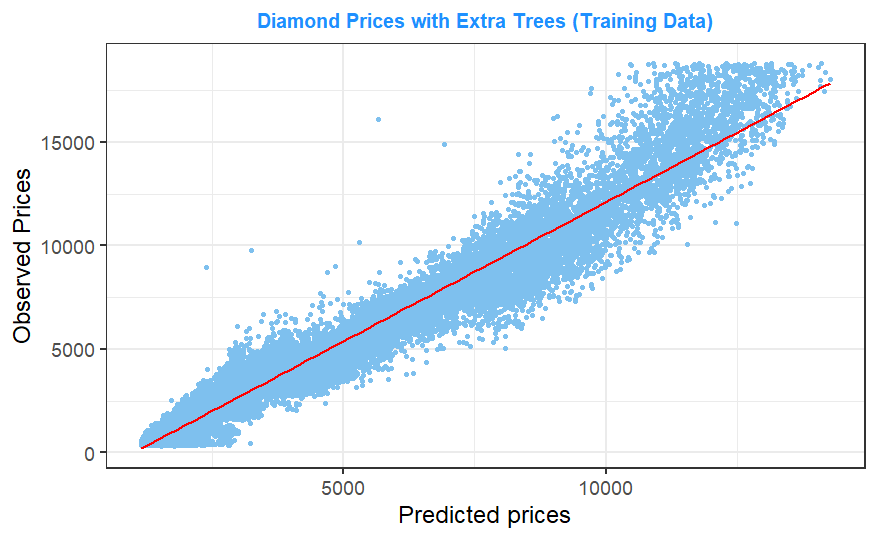 Diamond Prices with Extra Trees (Training Data)
Observed Prices
15000
10000
5000
0
5000
10000
Predicted prices